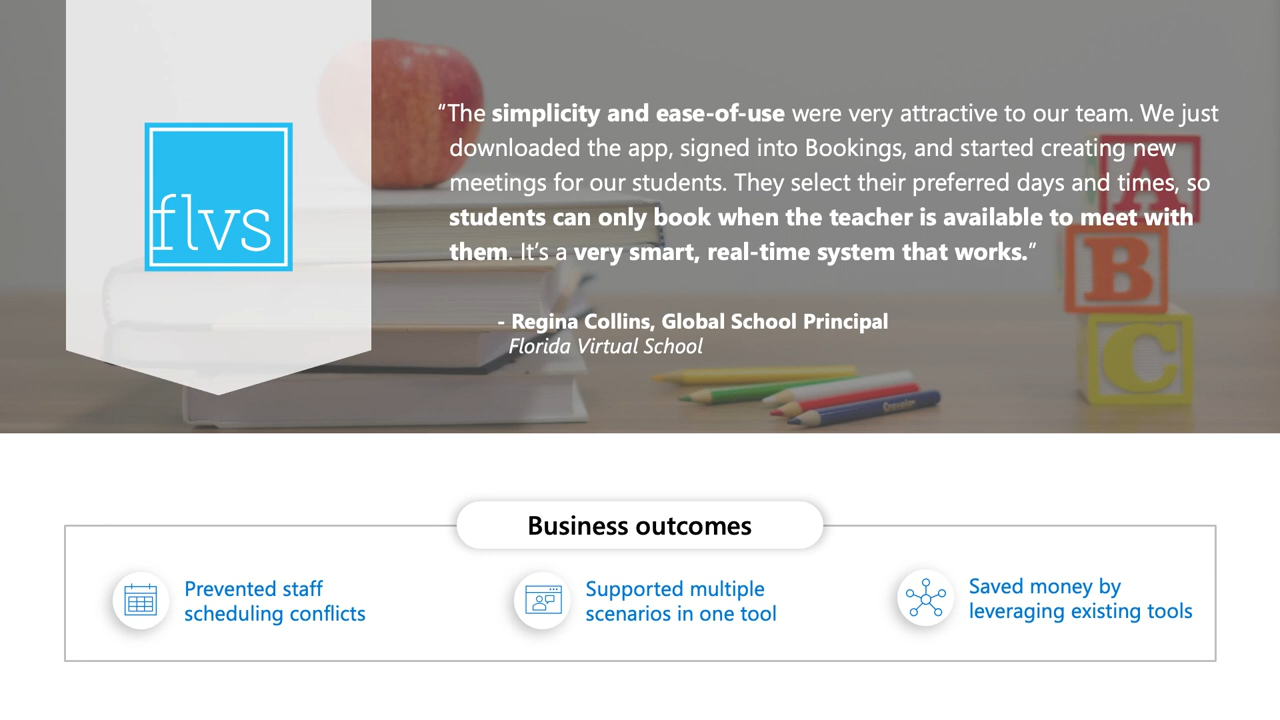 flvs
“The simplicity and ease-of-use were very attractive to our team. We just
downloaded the app, signed into Bookings, and started creating new
meetings for our students. They select their preferred days and times, so
students can only book when the teacher is available to meet with
them. It’s a very smart, real-time system that works.”
- Regina Collins, Global School Principal
Florida Virtual School
A
B
C
Crayola
Business outcomes
Prevented staff
scheduling conflicts
Supported multiple
scenarios in one tool
Saved money by
leveraging existing tools